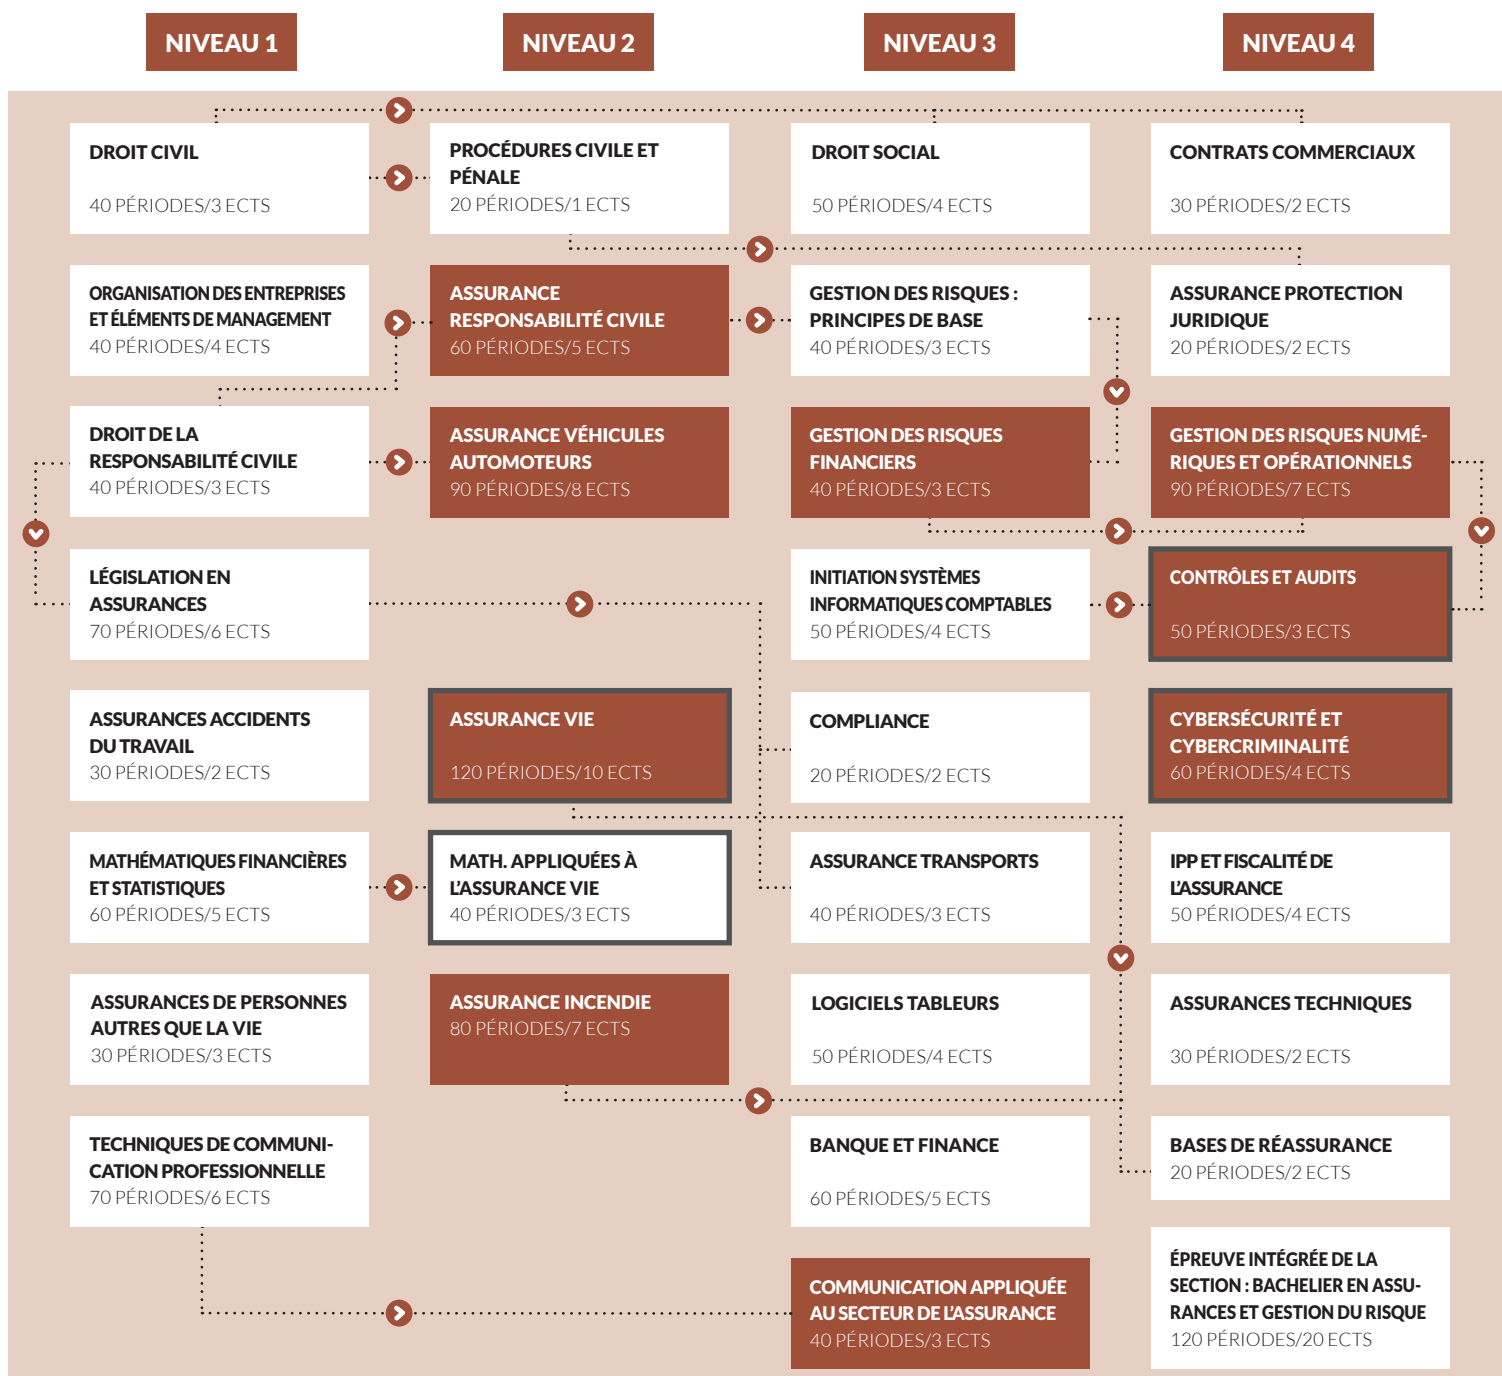 NIVEAU 1
NIVEAU 2
NIVEAU 3
NIVEAU 4
DROIT CIVIL
40 PÉRIODES/3 ECTS
PROCÉDURES CIVILE ET
PÉNALE
20 PÉRIODES/1 ECTS
DROIT SOCIAL
50 PÉRIODES/4 ECTS
CONTRATS COMMERCIAUX
30 PÉRIODES/2 ECTS
ORGANISATION DES ENTREPRISES
ET ÉLÉMENTS DE MANAGEMENT
40 PÉRIODES/4 ECTS
ASSURANCE
RESPONSABILITÉ CIVILE
60 PÉRIODES/5 ECTS
GESTION DES RISQUES :
PRINCIPES DE BASE
40 PÉRIODES/3 ECTS
ASSURANCE PROTECTION
JURIDIQUE
20 PÉRIODES/2 ECTS
DROIT DE LA
RESPONSABILITÉ CIVILE
40 PÉRIODES/3 ECTS
ASSURANCE VÉHICULES
AUTOMOTEURS
90 PÉRIODES/8 ECTS
GESTION DES RISQUES
FINANCIERS
40 PÉRIODES/3 ECTS
GESTION DES RISQUES NUMÉ-
RIQUES ET OPÉRATIONNELS
90 PÉRIODES/7 ECTS
LÉGISLATION EN
ASSURANCES
70 PÉRIODES/6 ECTS
INITIATION SYSTÈMES
INFORMATIQUES COMPTABLES
50 PÉRIODES/4 ECTS
CONTRÔLES ET AUDITS
50 PÉRIODES/3 ECTS
ASSURANCES ACCIDENTS
DU TRAVAIL
30 PÉRIODES/2 ECTS
ASSURANCE VIE
120 PÉRIODES/10 ECTS
COMPLIANCE
20 PÉRIODES/2 ECTS
CYBERSÉCURITÉ ET
CYBERCRIMINALITÉ
60 PÉRIODES/4 ECTS
MATHÉMATIQUES FINANCIÈRES
ET STATISTIQUES
60 PÉRIODES/5 ECTS
MATH. APPLIQUÉES À
L'ASSURANCE VIE
40 PÉRIODES/3 ECTS
ASSURANCE TRANSPORTS
40 PÉRIODES/3 ECTS
IPP ET FISCALITÉ DE
L'ASSURANCE
50 PÉRIODES/4 ECTS
ASSURANCES DE PERSONNES
AUTRES QUE LA VIE
30 PÉRIODES/3 ECTS
ASSURANCE INCENDIE
80 PÉRIODES/7 ECTS
LOGICIELS TABLEURS
50 PÉRIODES/4 ECTS
ASSURANCES TECHNIQUES
30 PÉRIODES/2 ECTS
TECHNIQUES DE COMMUNI-
CATION PROFESSIONNELLE
70 PÉRIODES/6 ECTS
BANQUE ET FINANCE
60 PÉRIODES/5 ECTS
BASES DE RÉASSURANCE
20 PÉRIODES/2 ECTS
COMMUNICATION APPLIQUÉE
AU SECTEUR DE L'ASSURANCE
40 PÉRIODES/3 ECTS
ÉPREUVE INTÉGRÉE DE LA
SECTION : BACHELIER EN ASSU-
RANCES ET GESTION DU RISQUE
120 PÉRIODES/20 ECTS